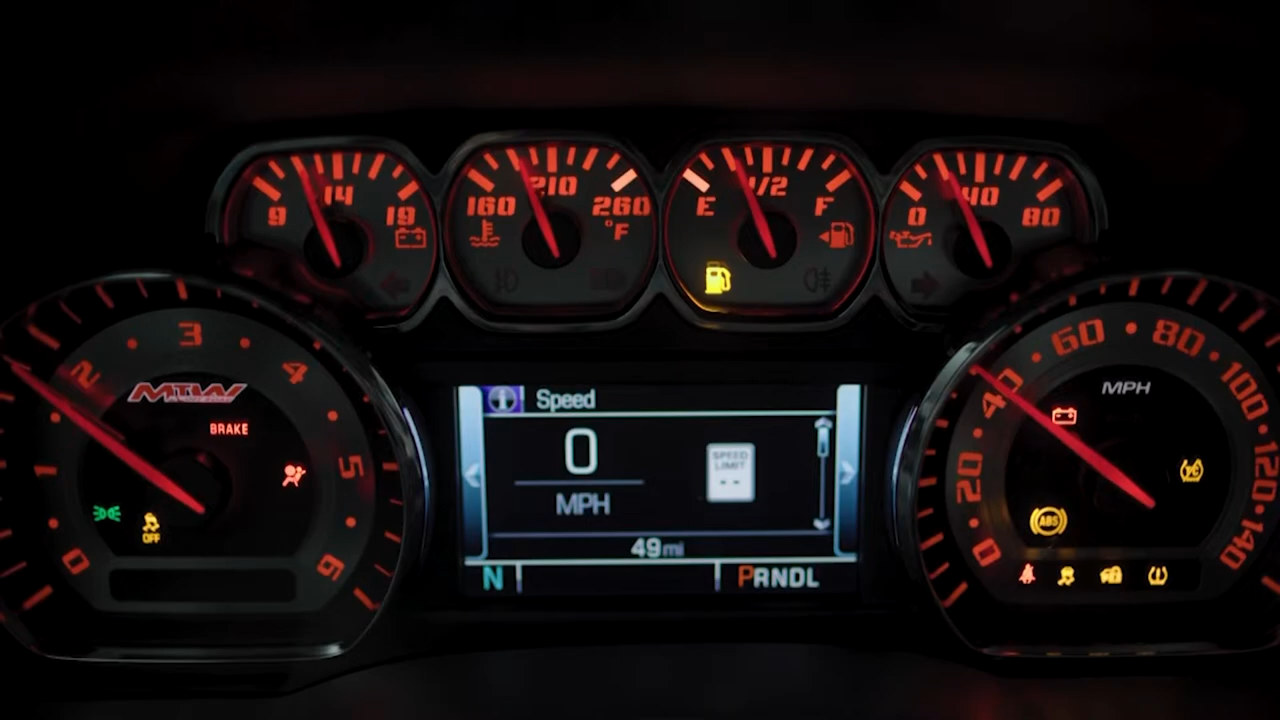 14
9
19
210
160
260
°F
1/2
E
F
40
0
80
0
1
2
3
4
5
6
MTW
BRAKE
OFF
Speed
0
MPH
SPEED
LIMIT
--
49mi
N
PRNDL
0
20
40
60
80
100
120
140
MPH
T/C
ABS